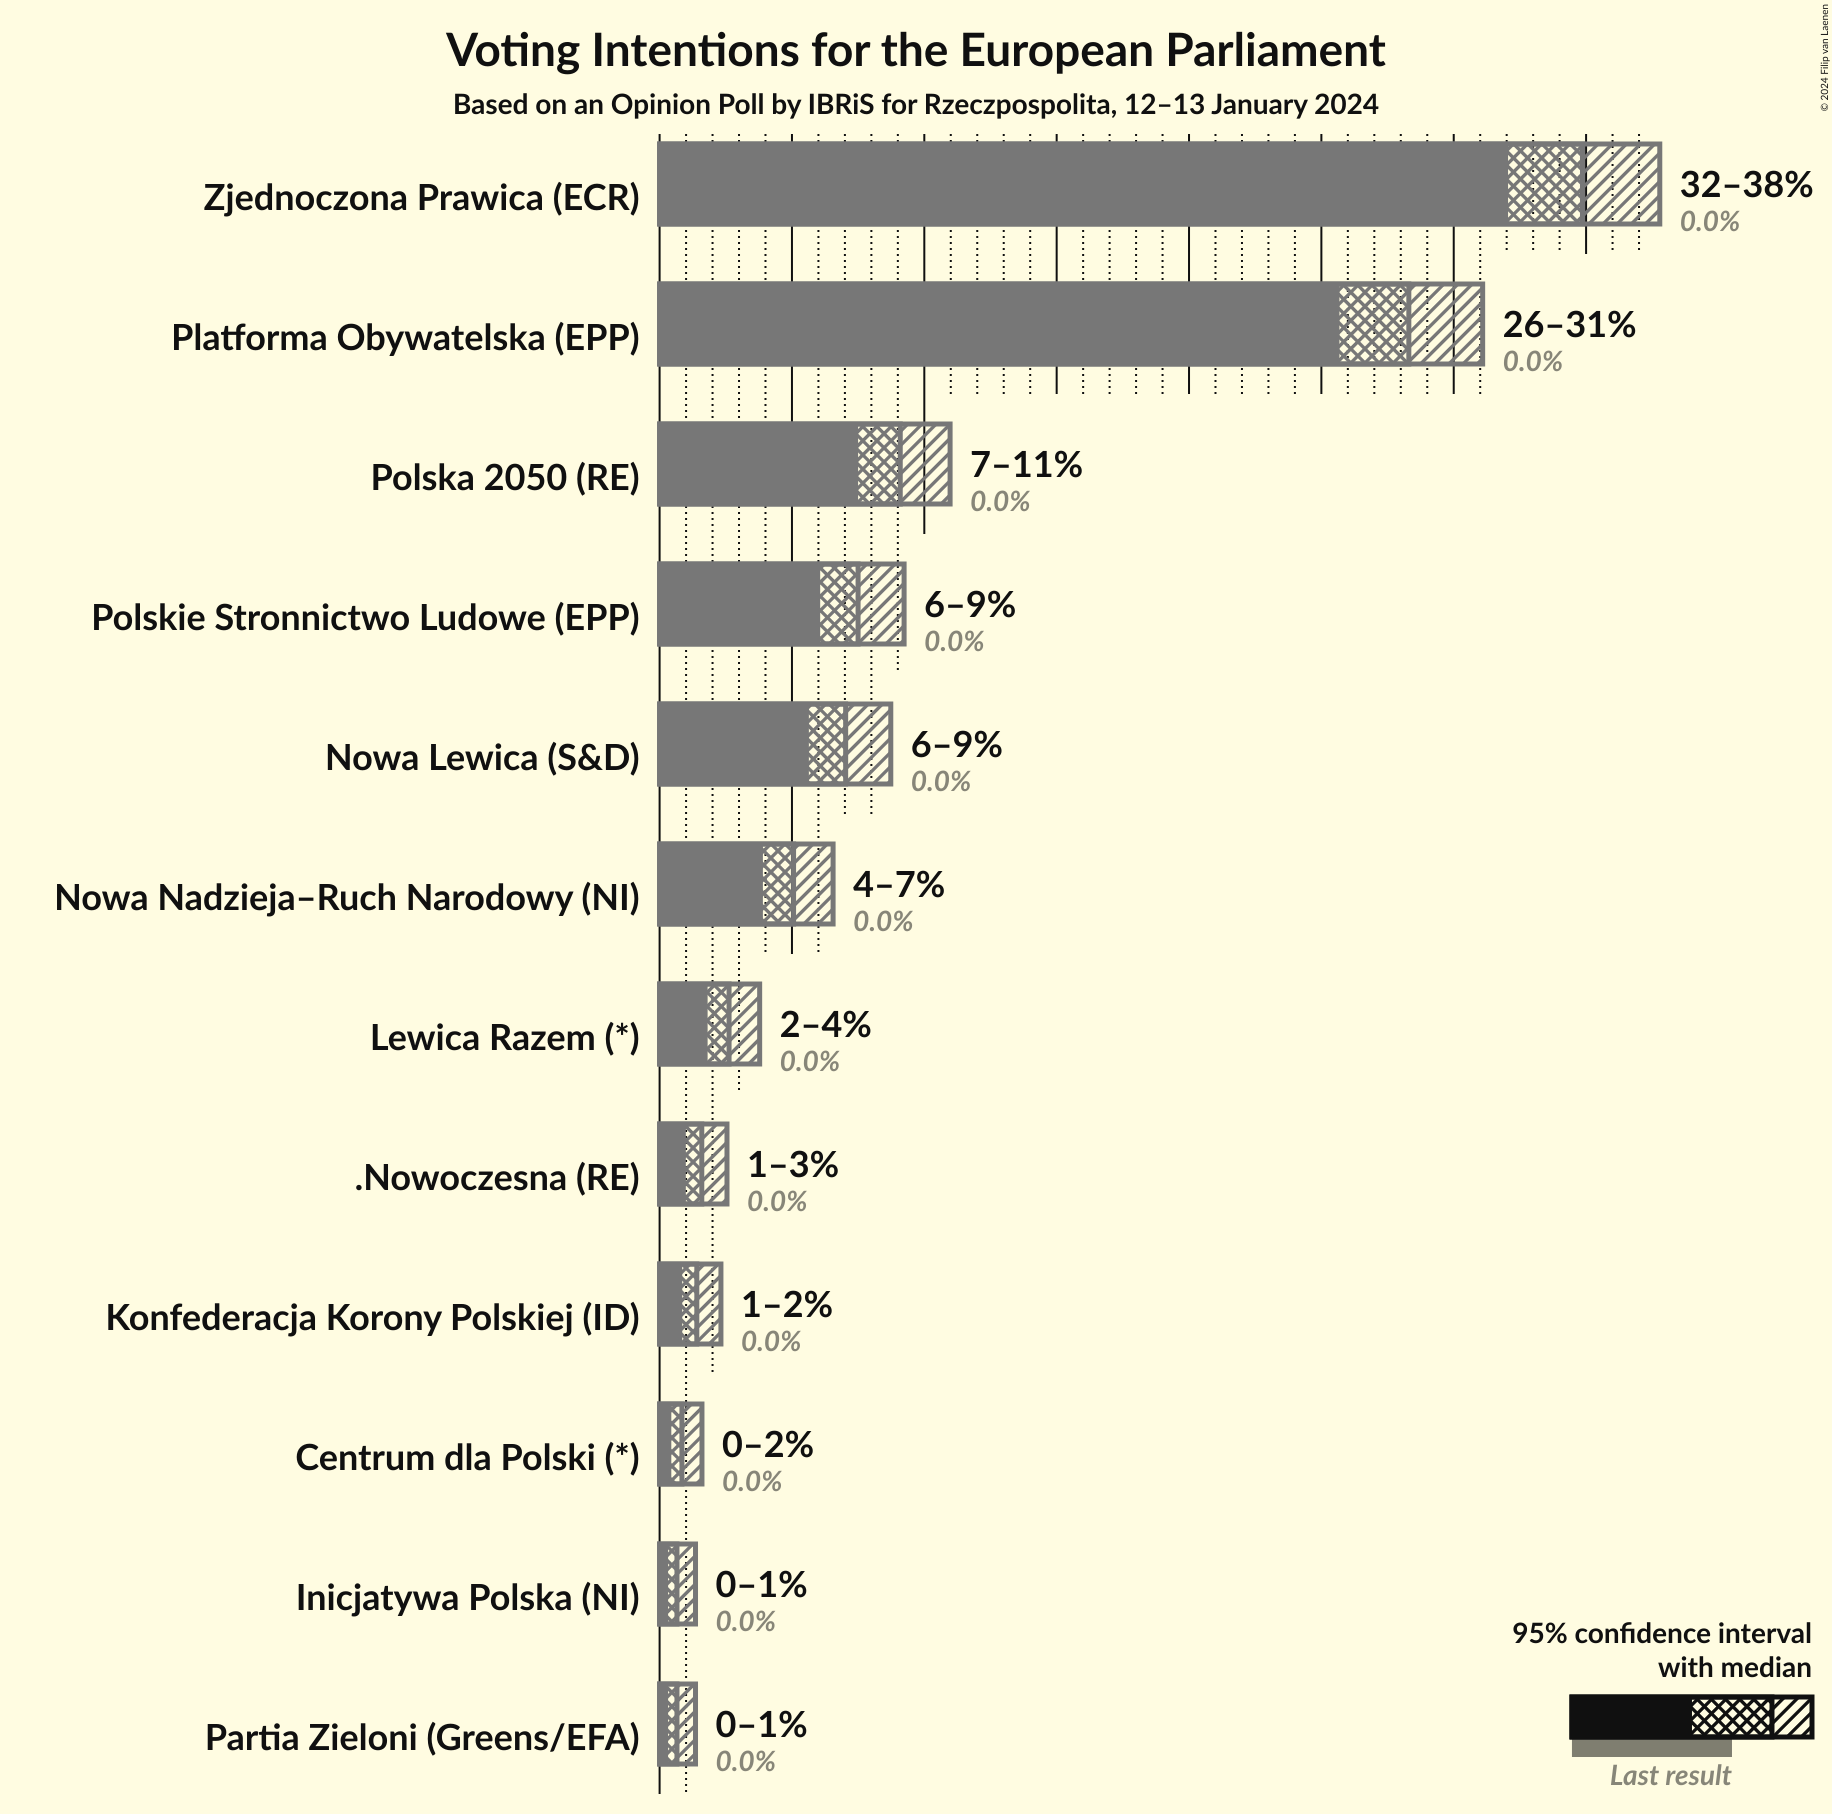 Voting Intentions for the European Parliament
Based on an Opinion Poll by IBRiS for Rzeczpospolita, 12–13 January 2024
© 2024 Filip van Laenen
Zjednoczona Prawica (ECR)
32–38%
0.0%
Platforma Obywatelska (EPP)
26–31%
0.0%
Polska 2050 (RE)
7–11%
0.0%
Polskie Stronnictwo Ludowe (EPP)
6–9%
0.0%
Nowa Lewica (S&D)
6–9%
0.0%
Nowa Nadzieja–Ruch Narodowy (NI)
4–7%
0.0%
Lewica Razem (*)
2–4%
0.0%
.Nowoczesna (RE)
1–3%
0.0%
Konfederacja Korony Polskiej (ID)
1–2%
0.0%
Centrum dla Polski (*)
0–2%
0.0%
Inicjatywa Polska (NI)
0–1%
0.0%
Partia Zieloni (Greens/EFA)
0–1%
0.0%
95% confidence interval
with median
Last result